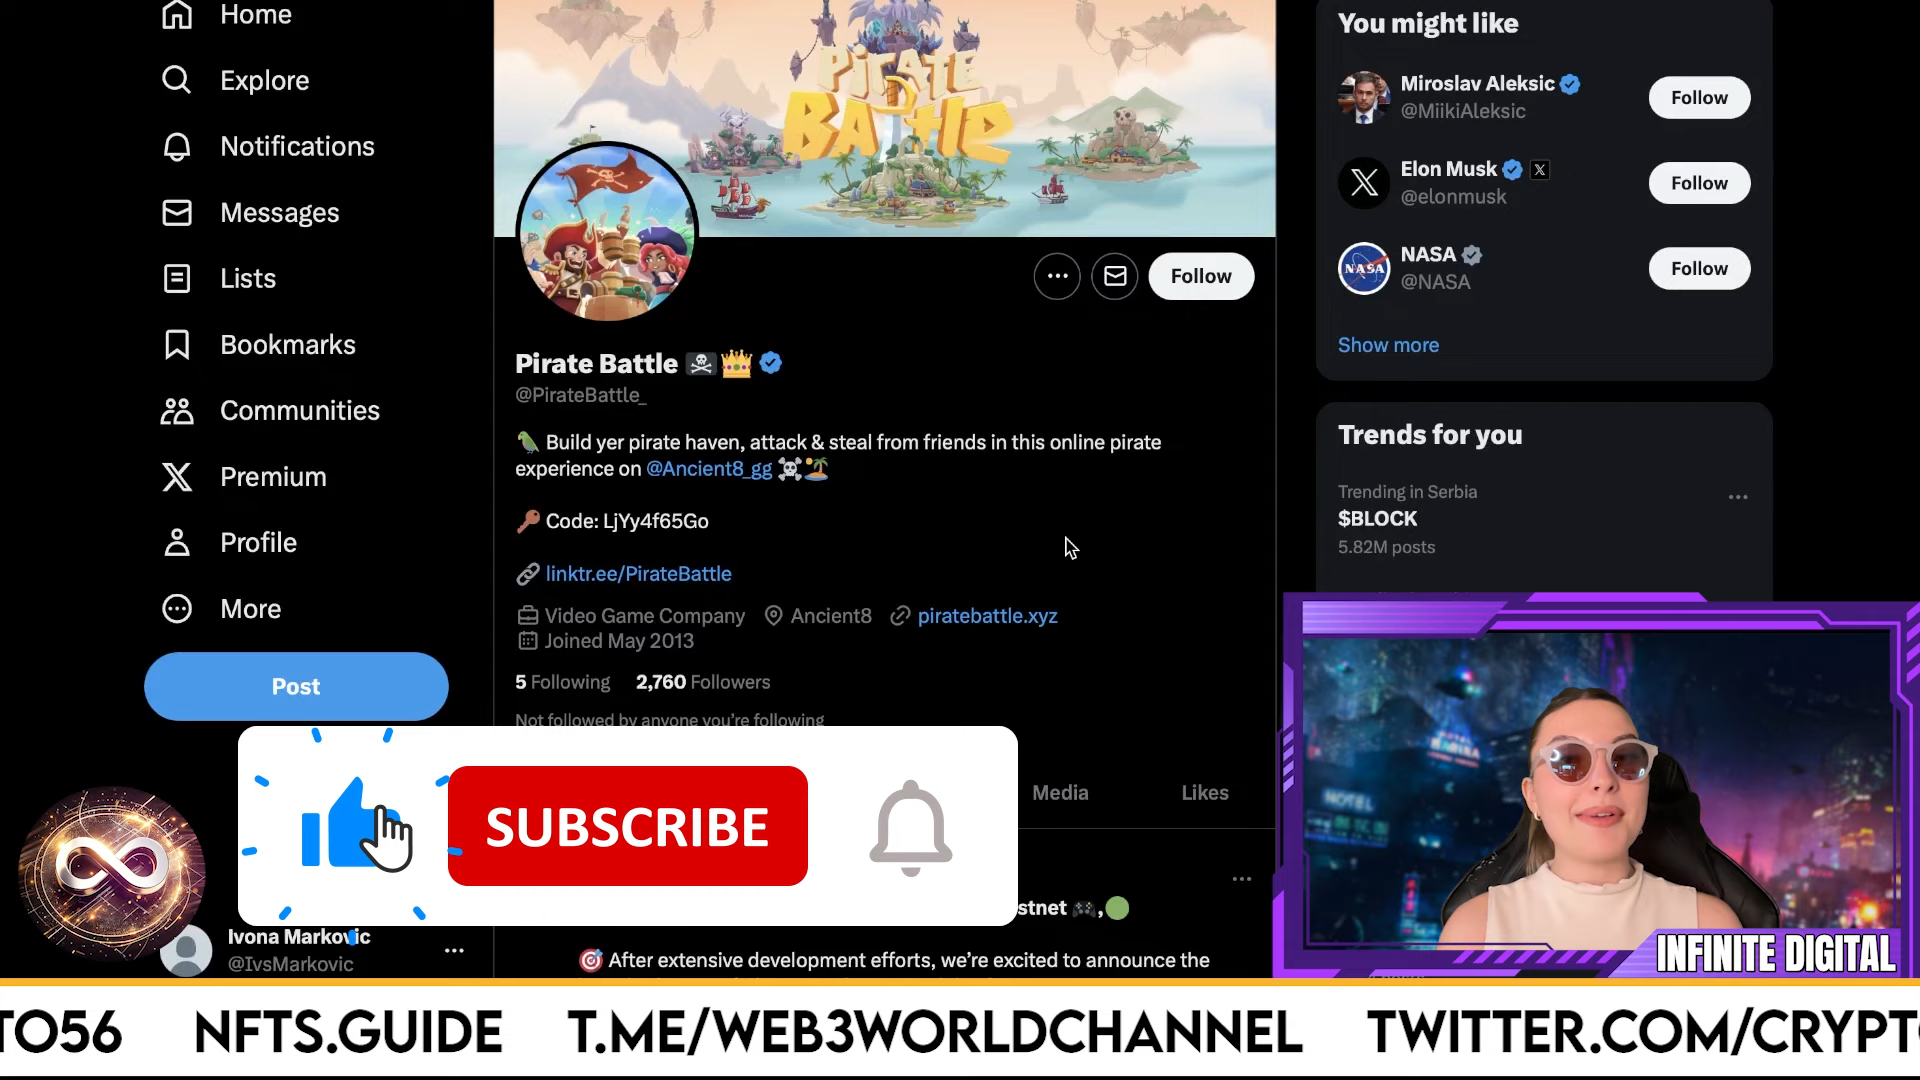 Home
Explore
Notifications
Messages
Lists
Bookmarks
Communities
Premium
Profile
More
Post
Ivona Markovic
@IvsMarkovic
PIRATE
BATTLE
Follow
Pirate Battle
@PirateBattle_
Build yer pirate haven, attack & steal from friends in this online pirate
experience on @Ancient8_gg
Code: LjYy4f65Go
linktr.ee/PirateBattle
Video Game Company Ancient8 piratebattle.xyz
Joined May 2013
5 Following 2,760 Followers
Not followed by anyone you're following
Media Likes
SUBSCRIBE
stnet 🎮,🟢
After extensive development efforts, we're excited to announce the
You might like
Miroslav Aleksic
@MiikiAleksic
Follow
Elon Musk
@elonmusk
Follow
NASA
NASA
@NASA
Follow
Show more
Trends for you
Trending in Serbia
$BLOCK
5.82M posts
HOTEL
INFINITE DIGITAL
TO56 NFTS.GUIDE T.ME/WEB3WORLDCHANNEL TWITTER.COM/CRYPTO